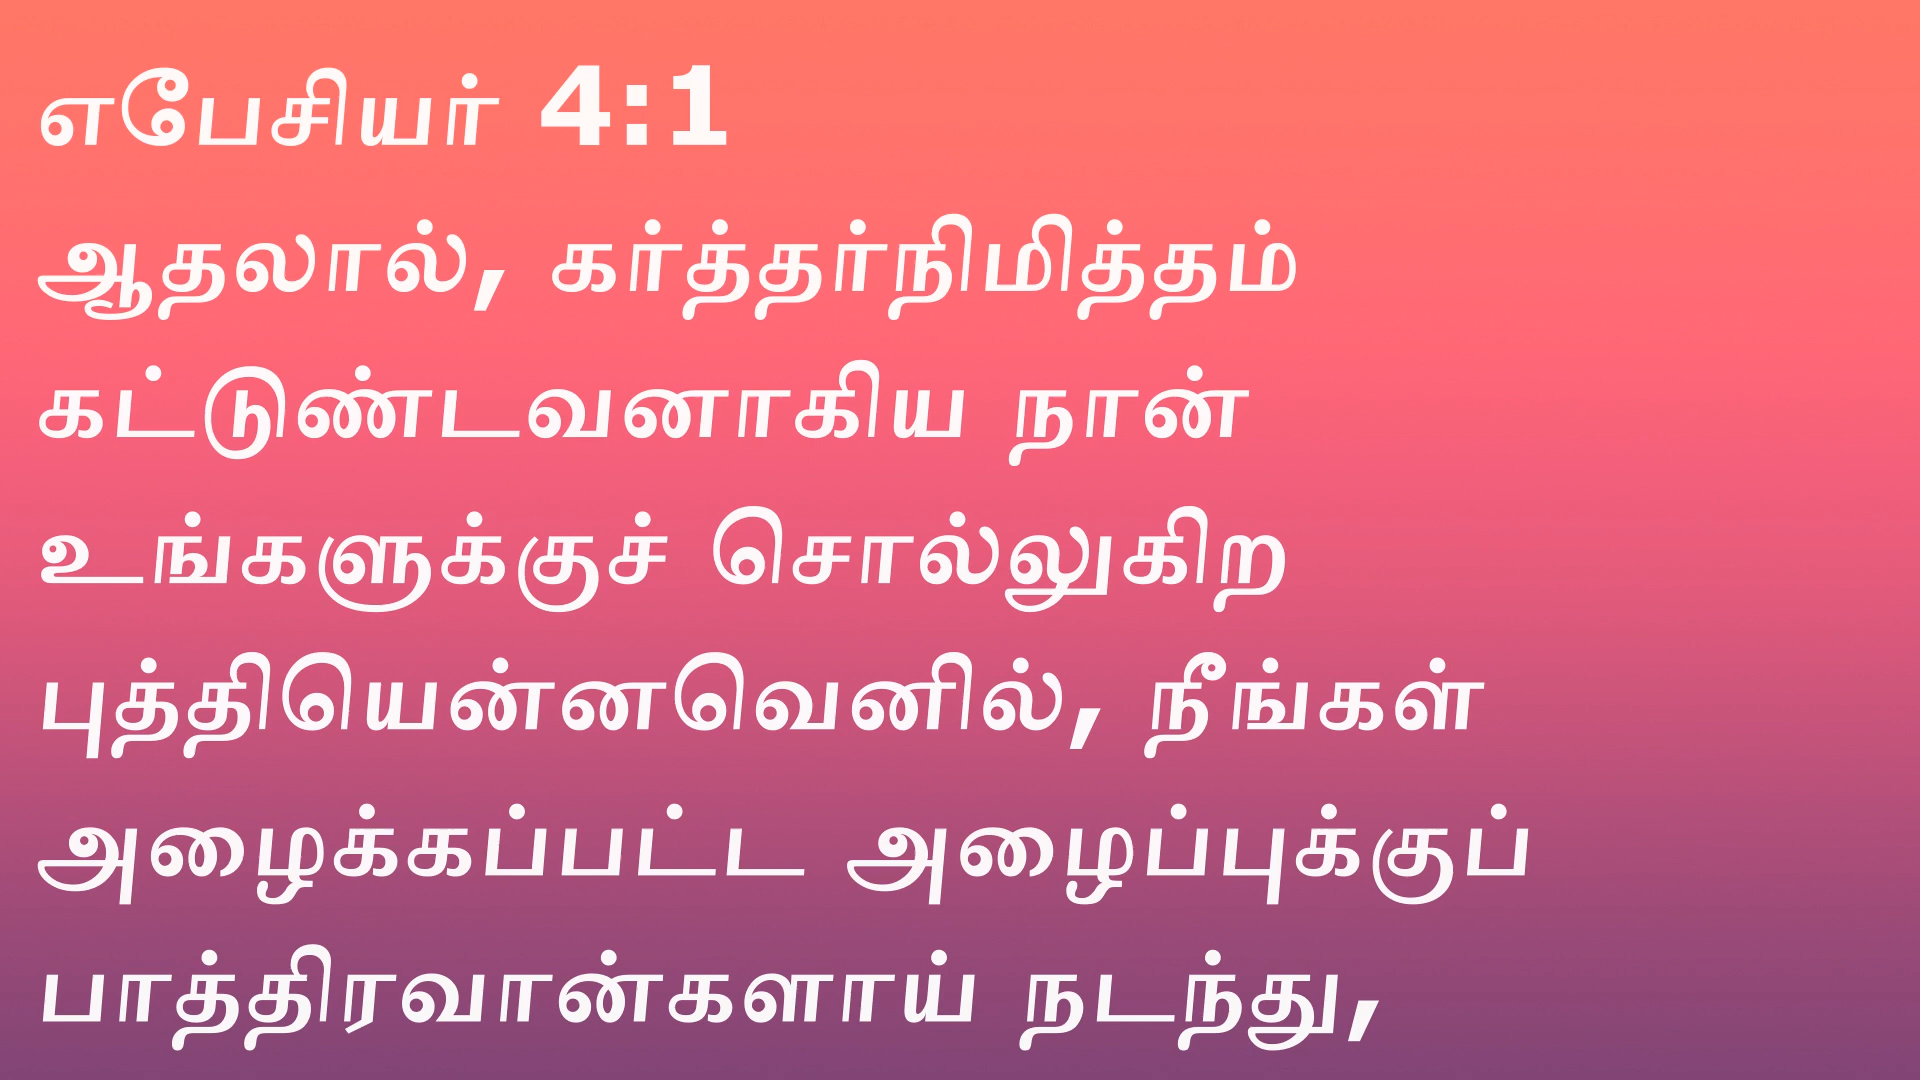 எபேசியர் 4:1
ஆதலால், கர்த்தர்நிமித்தம்
கட்டுண்டவனாகிய நான்
உங்களுக்குச் சொல்லுகிற
புத்தியென்னவெனில், நீங்கள்
அழைக்கப்பட்ட அழைப்புக்குப்
பாத்திரவான்களாய் நடந்து,